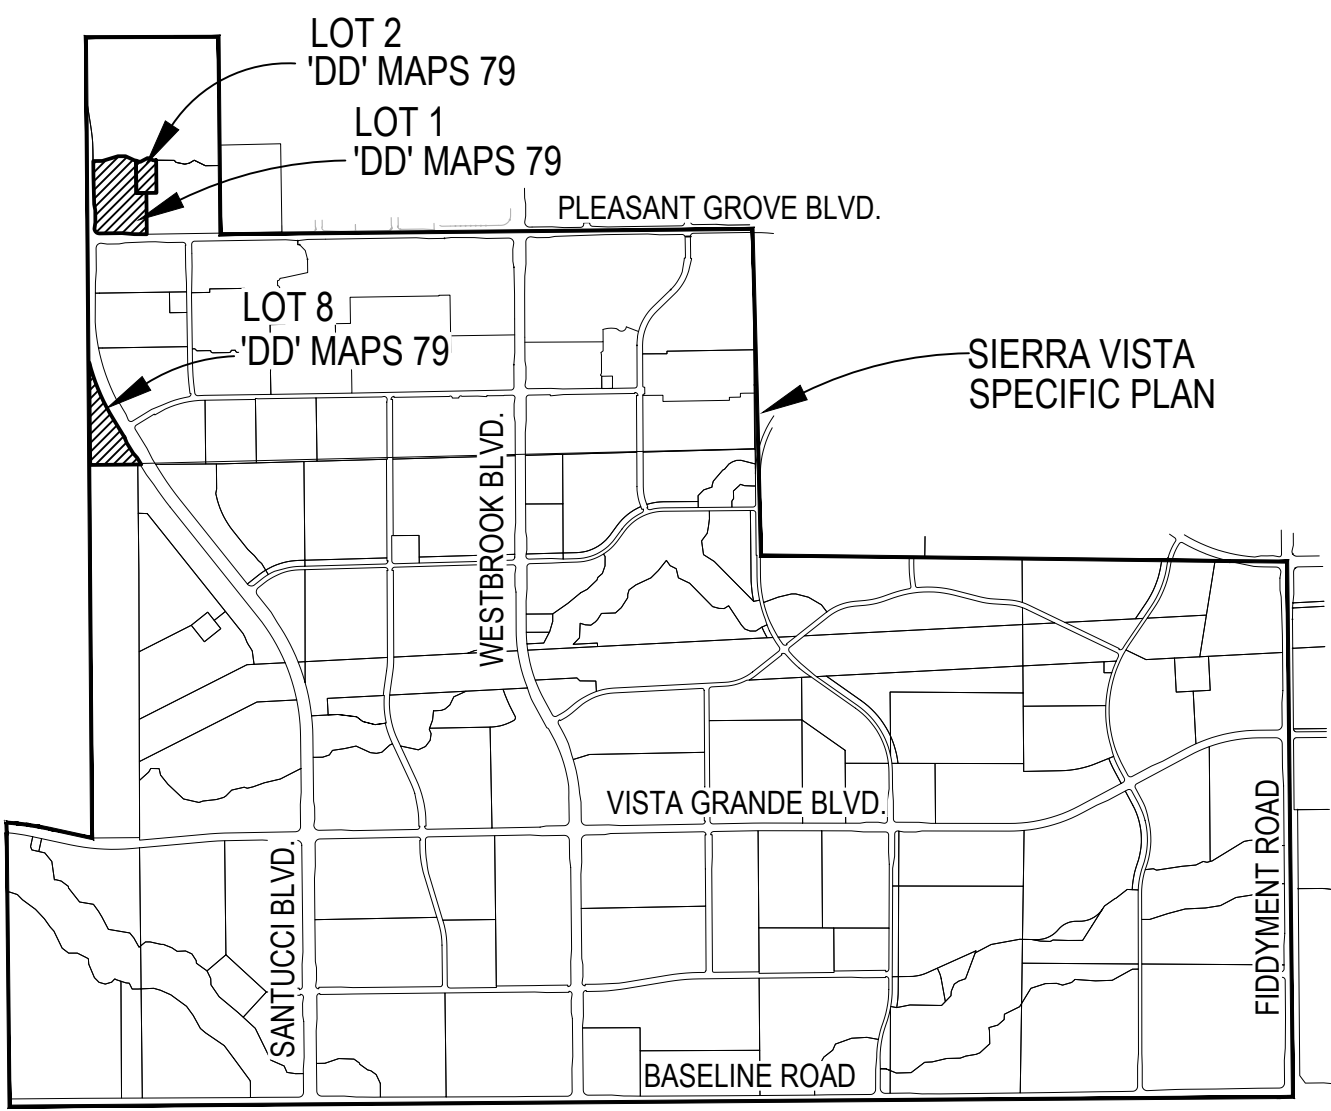 LOT 2
'DD' MAPS 79
LOT 1
'DD' MAPS 79
PLEASANT GROVE BLVD.
LOT 8
'DD' MAPS 79
SIERRA VISTA
SPECIFIC PLAN
WESTBROOK BLVD.
VISTA GRANDE BLVD.
SANTUCCI BLVD.
FIDDYMENT ROAD
BASELINE ROAD